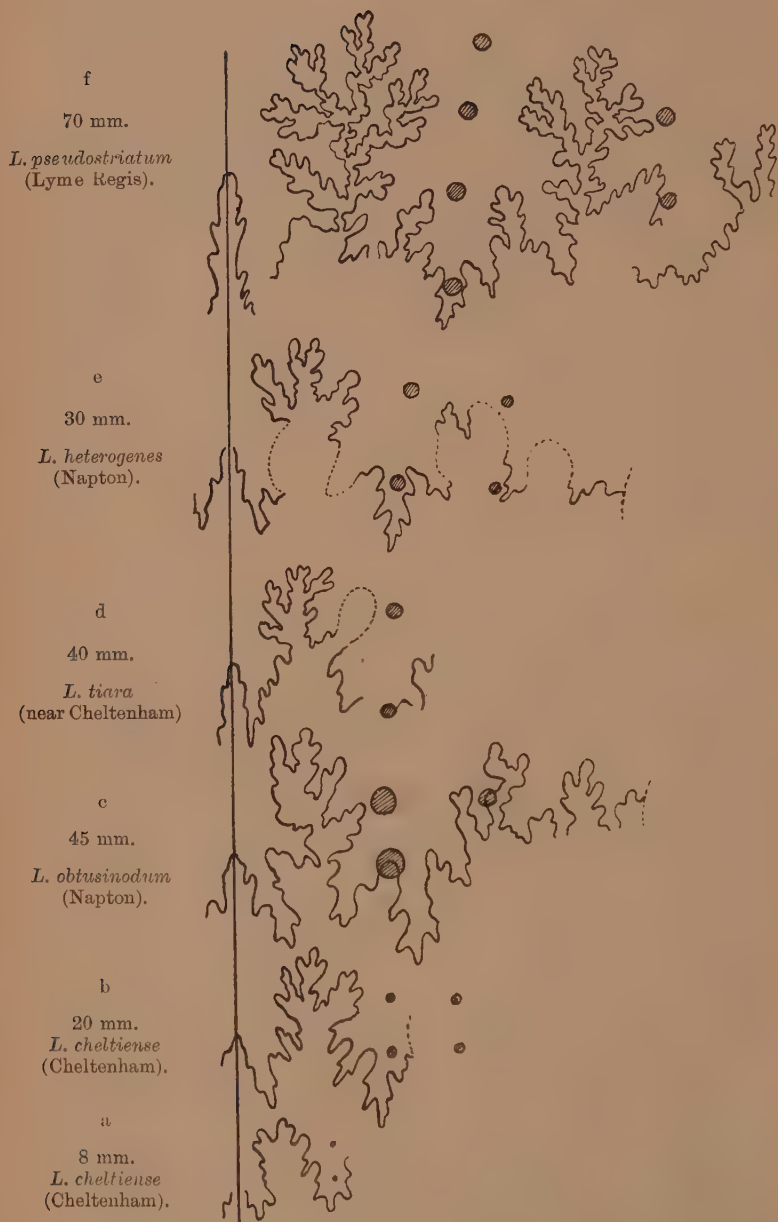 f
70 mm.
L. pseudostriatum
(Lyme Regis).
e
30 mm.
L. heterogenes
(Napton).
d
40 mm.
L. tiara
(near Cheltenham)
c
45 mm.
L. obtusinodum
(Napton).
b
20 mm.
L. cheltiense
(Cheltenham).
a
8 mm.
L. cheltiense
(Cheltenham).